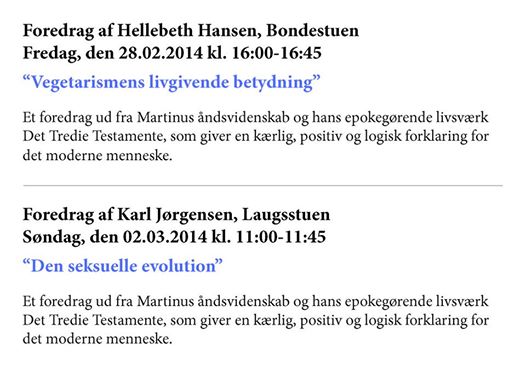 Foredrag af Hellebeth Hansen, Bondestuen
Fredag, den 28.02.2014 kl. 16:00-16:45
“Vegetarismens livgivende betydning”
Et foredrag ud fra Martinus åndsvidenskab og hans epokegørende livsværk
Det Tredie Testamente, som giver en kærlig, positiv og logisk forklaring for
det moderne menneske.
Foredrag af Karl Jørgensen, Laugsstuen
Søndag, den 02.03.2014 kl. 11:00-11:45
“Den seksuelle evolution”
Et foredrag ud fra Martinus åndsvidenskab og hans epokegørende livsværk
Det Tredie Testamente, som giver en kærlig, positiv og logisk forklaring for
det moderne menneske.